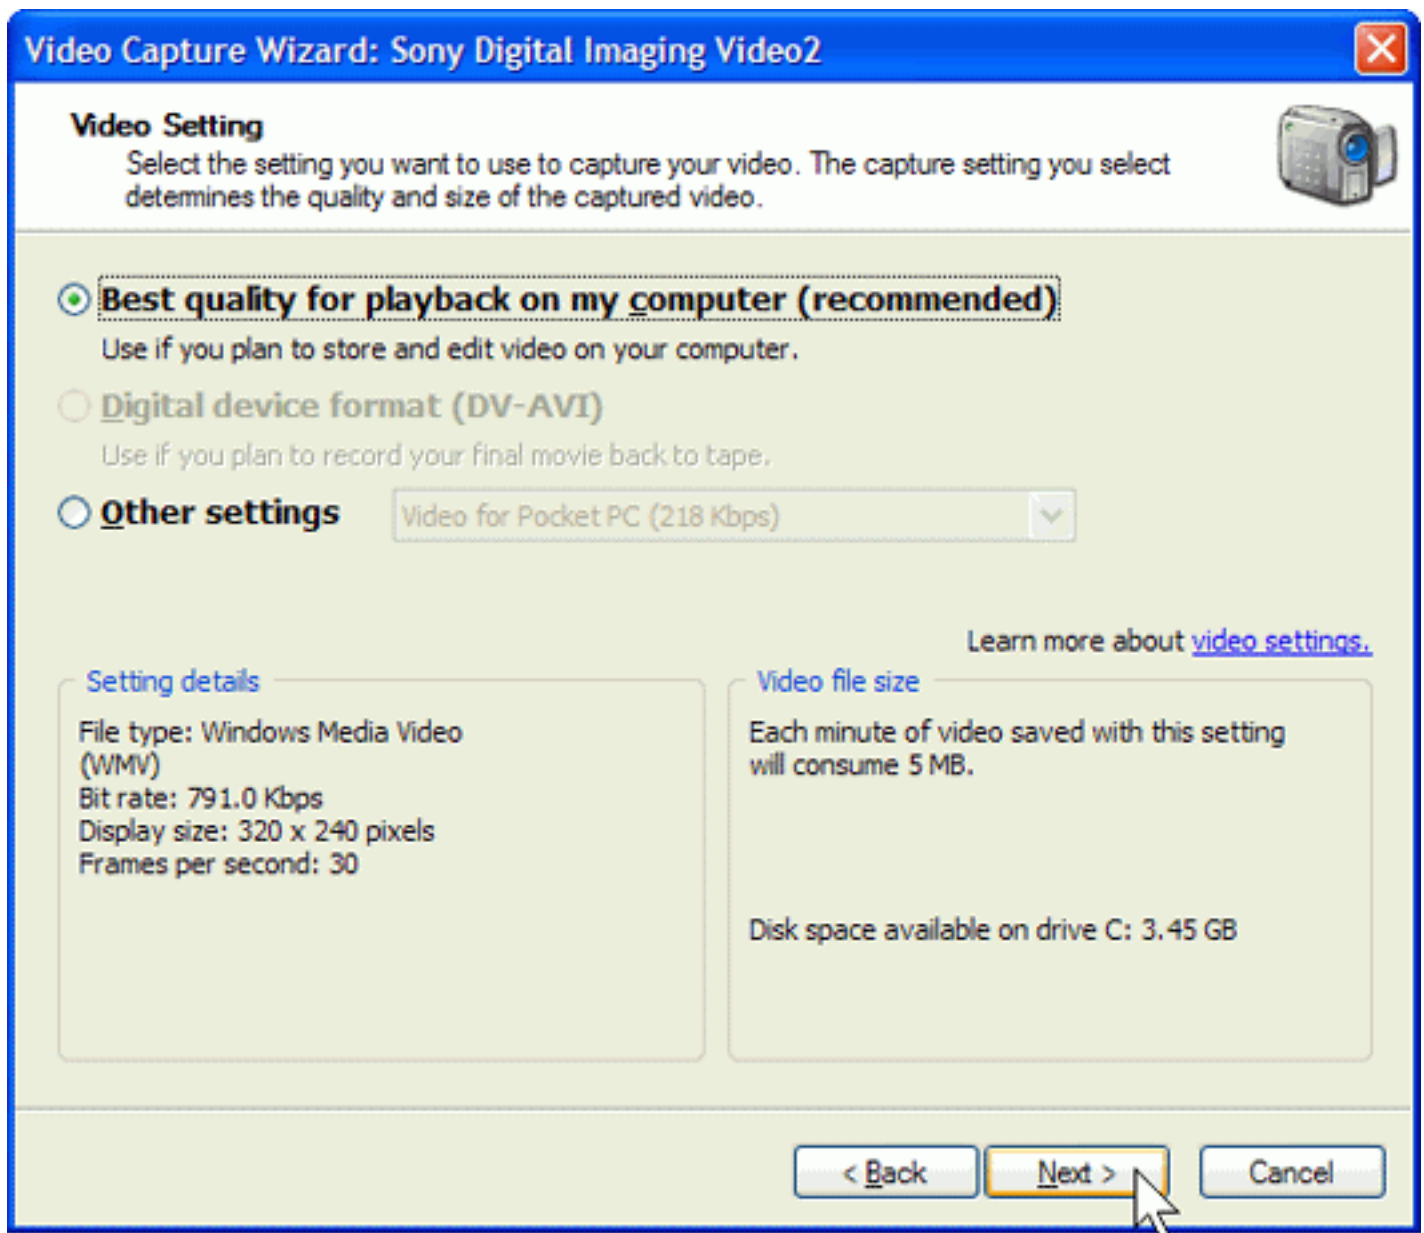 Video Capture Wizard: Sony Digital Imaging Video2
Video Setting
Select the setting you want to use to capture your video. The capture setting you select
determines the quality and size of the captured video.
Best quality for playback on my computer (recommended)
Use if you plan to store and edit video on your computer.
Digital device format (DV-AVI)
Use if you plan to record your final movie back to tape.
Other settings
Video for Pocket PC (218 Kbps)
Learn more about video settings.
Setting details
File type: Windows Media Video
(WMV)
Bit rate: 791.0 Kbps
Display size: 320 x 240 pixels
Frames per second: 30
Video file size
Each minute of video saved with this setting
will consume 5 MB.
Disk space available on drive C: 3.45 GB
< Back
Next >
Cancel